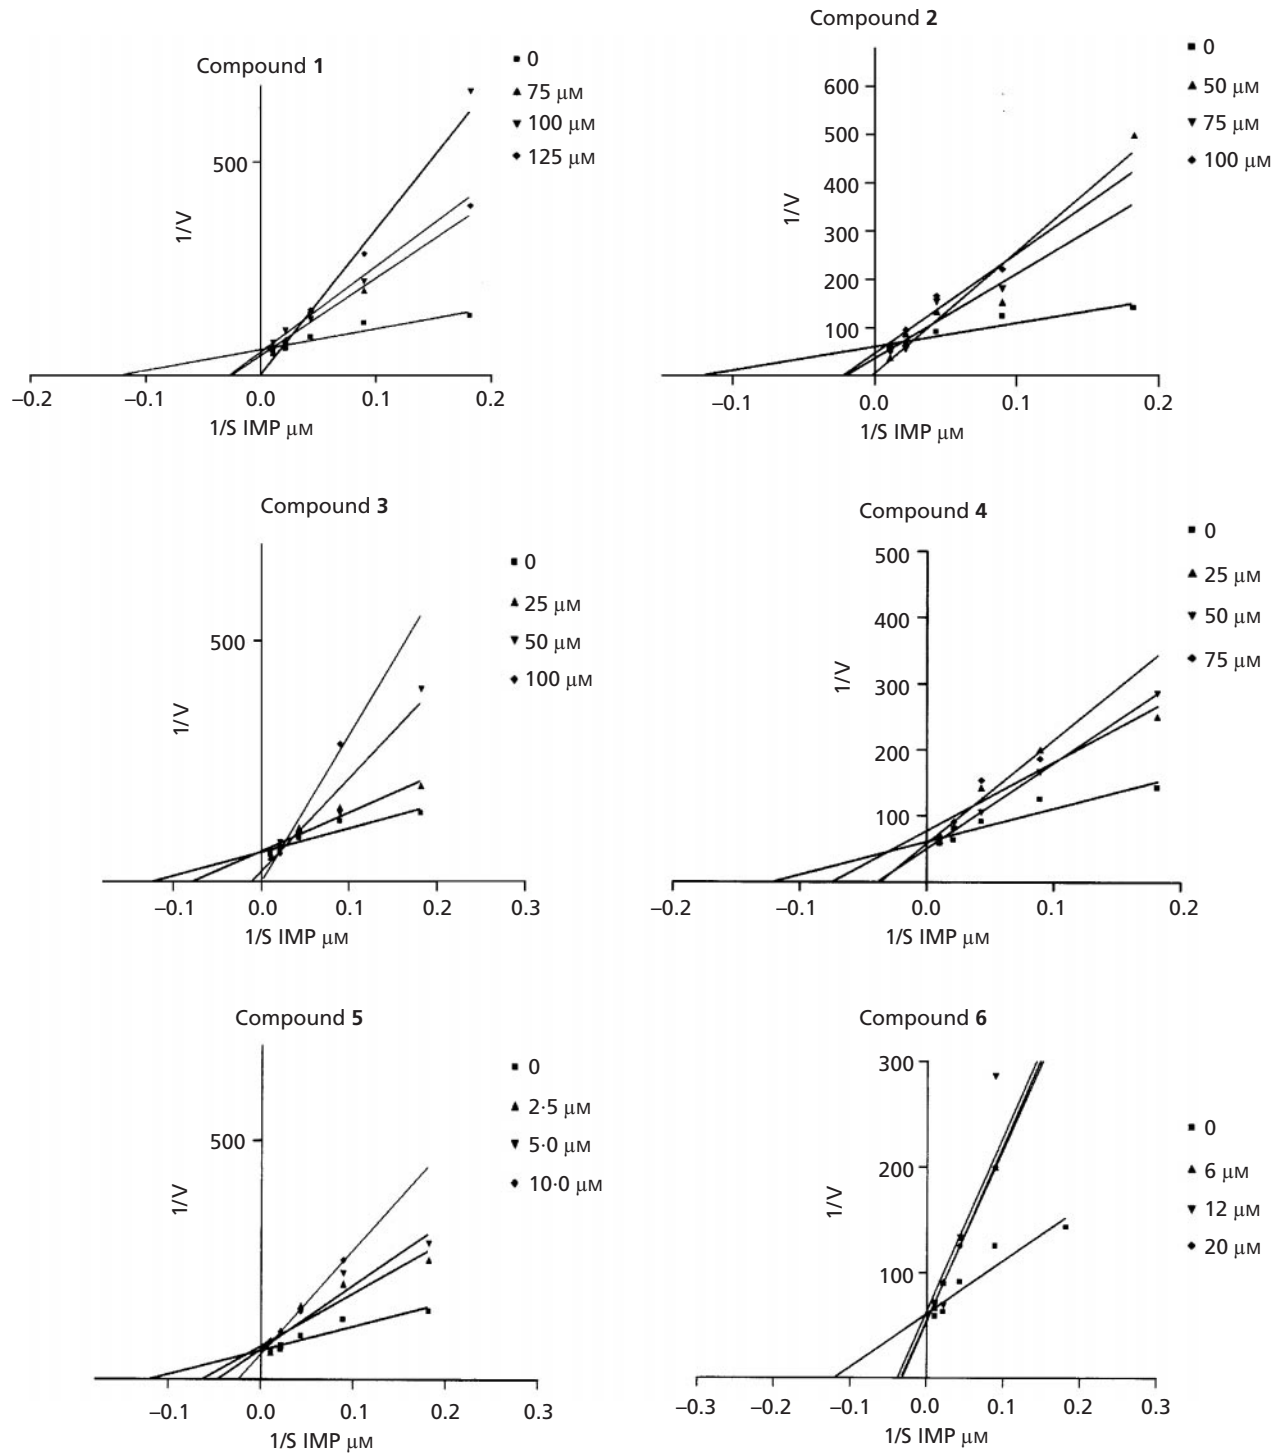 Compound 1
0
75 μM
100 μM
125 μM
500
1/V
−0.2
−0.1
0.0
0.1
0.2
1/S IMP μM
Compound 2
0
50 μM
75 μM
100 μM
600
500
400
300
200
100
1/V
−0.1
0.0
0.1
0.2
1/S IMP μM
Compound 3
0
25 μM
50 μM
100 μM
500
1/V
−0.1
0.0
0.1
0.2
0.3
1/S IMP μM
Compound 4
0
25 μM
50 μM
75 μM
500
400
300
200
100
1/V
−0.2
−0.1
0.0
0.1
0.2
1/S IMP μM
Compound 5
0
2·5 μM
5·0 μM
10·0 μM
500
1/V
−0.1
0.0
0.1
0.2
0.3
1/S IMP μM
Compound 6
0
6 μM
12 μM
20 μM
300
200
100
1/V
−0.3
−0.2
−0.1
0.0
0.1
0.2
0.3
1/S IMP μM